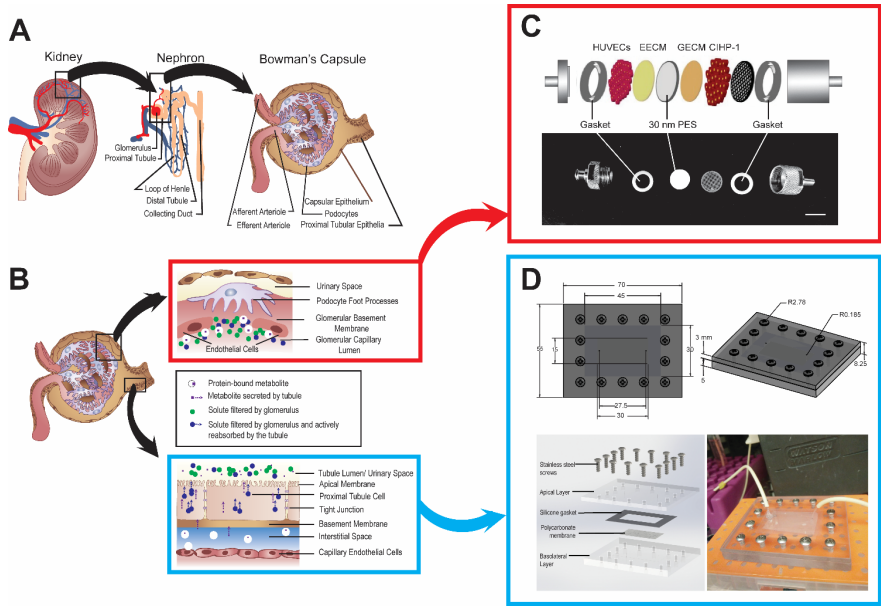 A
Kidney
Nephron
Bowman's Capsule
Glomerulus
Proximal Tubule
Loop of Henle
Distal Tubule
Collecting Duct
Afferent Arteriole
Efferent Arteriole
Capsular Epithelium
Podocytes
Proximal Tubular Epithelia
B
Urinary Space
Podocyte Foot Processes
Glomerular Basement
Membrane
Glomerular Capillary
Lumen
Endothelial Cells
Protein-bound metabolite
Metabolite secreted by tubule
Solute filtered by glomerulus
Solute filtered by glomerulus and actively
reabsorbed by the tubule
Tubule Lumen/ Urinary Space
Apical Membrane
Proximal Tubule Cell
Tight Junction
Basement Membrane
Interstitial Space
Capillary Endothelial Cells
C
HUVECs EECM GECM CIHP-1
Gasket 30 nm PES Gasket
D
70
45
55
15
30
27.5
30
R2.78
R0.185
3 mm
5
8.25
Stainless steel
screws
Apical Layer
Silicone gasket
Polycarbonate
membrane
Basolateral
Layer
WATSON